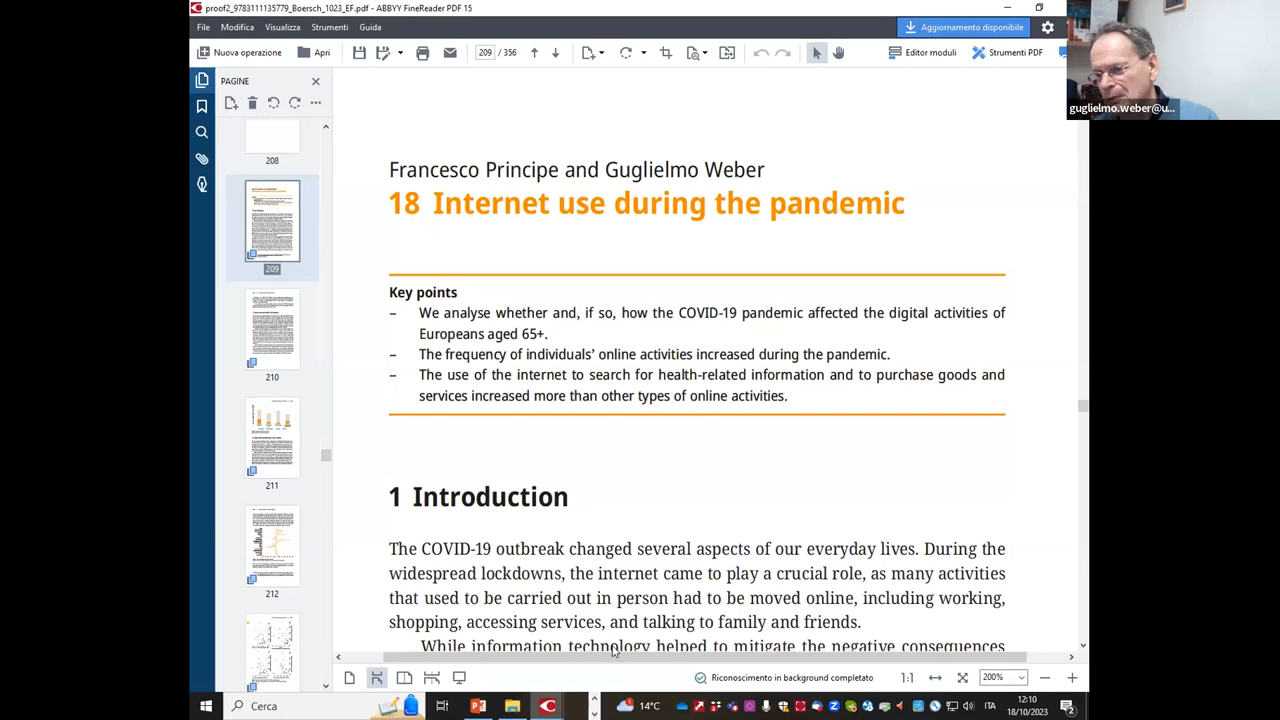 proof2_9783111135779_Boersch_1023_EF.pdf - ABBYY FineReader PDF 15
File Modifica Visualizza Strumenti Guida
Aggiornamento disponibile
Nuova operazione Apri
209 / 356
Editor moduli Strumenti PDF
guglielmo.weber@u...
PAGINE
208
209
210
211
212
Francesco Principe and Guglielmo Weber
18 Internet use during the pandemic
Key points
– We analyse whether and, if so, how the COVID-19 pandemic affected the digital activities of
Europeans aged 65+.
– The frequency of individuals’ online activities increased during the pandemic.
– The use of the internet to search for health-related information and to purchase goods and
services increased more than other types of online activities.
1 Introduction
The COVID-19 outbreak changed several aspects of our everyday lives. During the
widespread lockdowns, the internet came to play a crucial role, as many activities
that used to be carried out in person had to be moved online, including working,
shopping, accessing services, and talking to family and friends.
While information technology helped to mitigate the negative consequences
Riconoscimento in background completato
1:1
200%
Cerca
14°C
ITA
12:10
18/10/2023
2